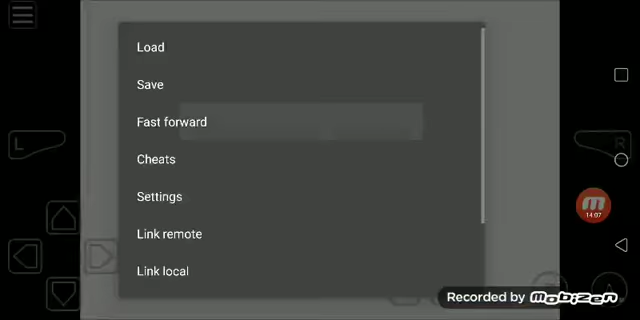 Load
Save
Fast forward
L
R
Cheats
Settings
14:07
Link remote
Link local
Recorded by Mobizen
A